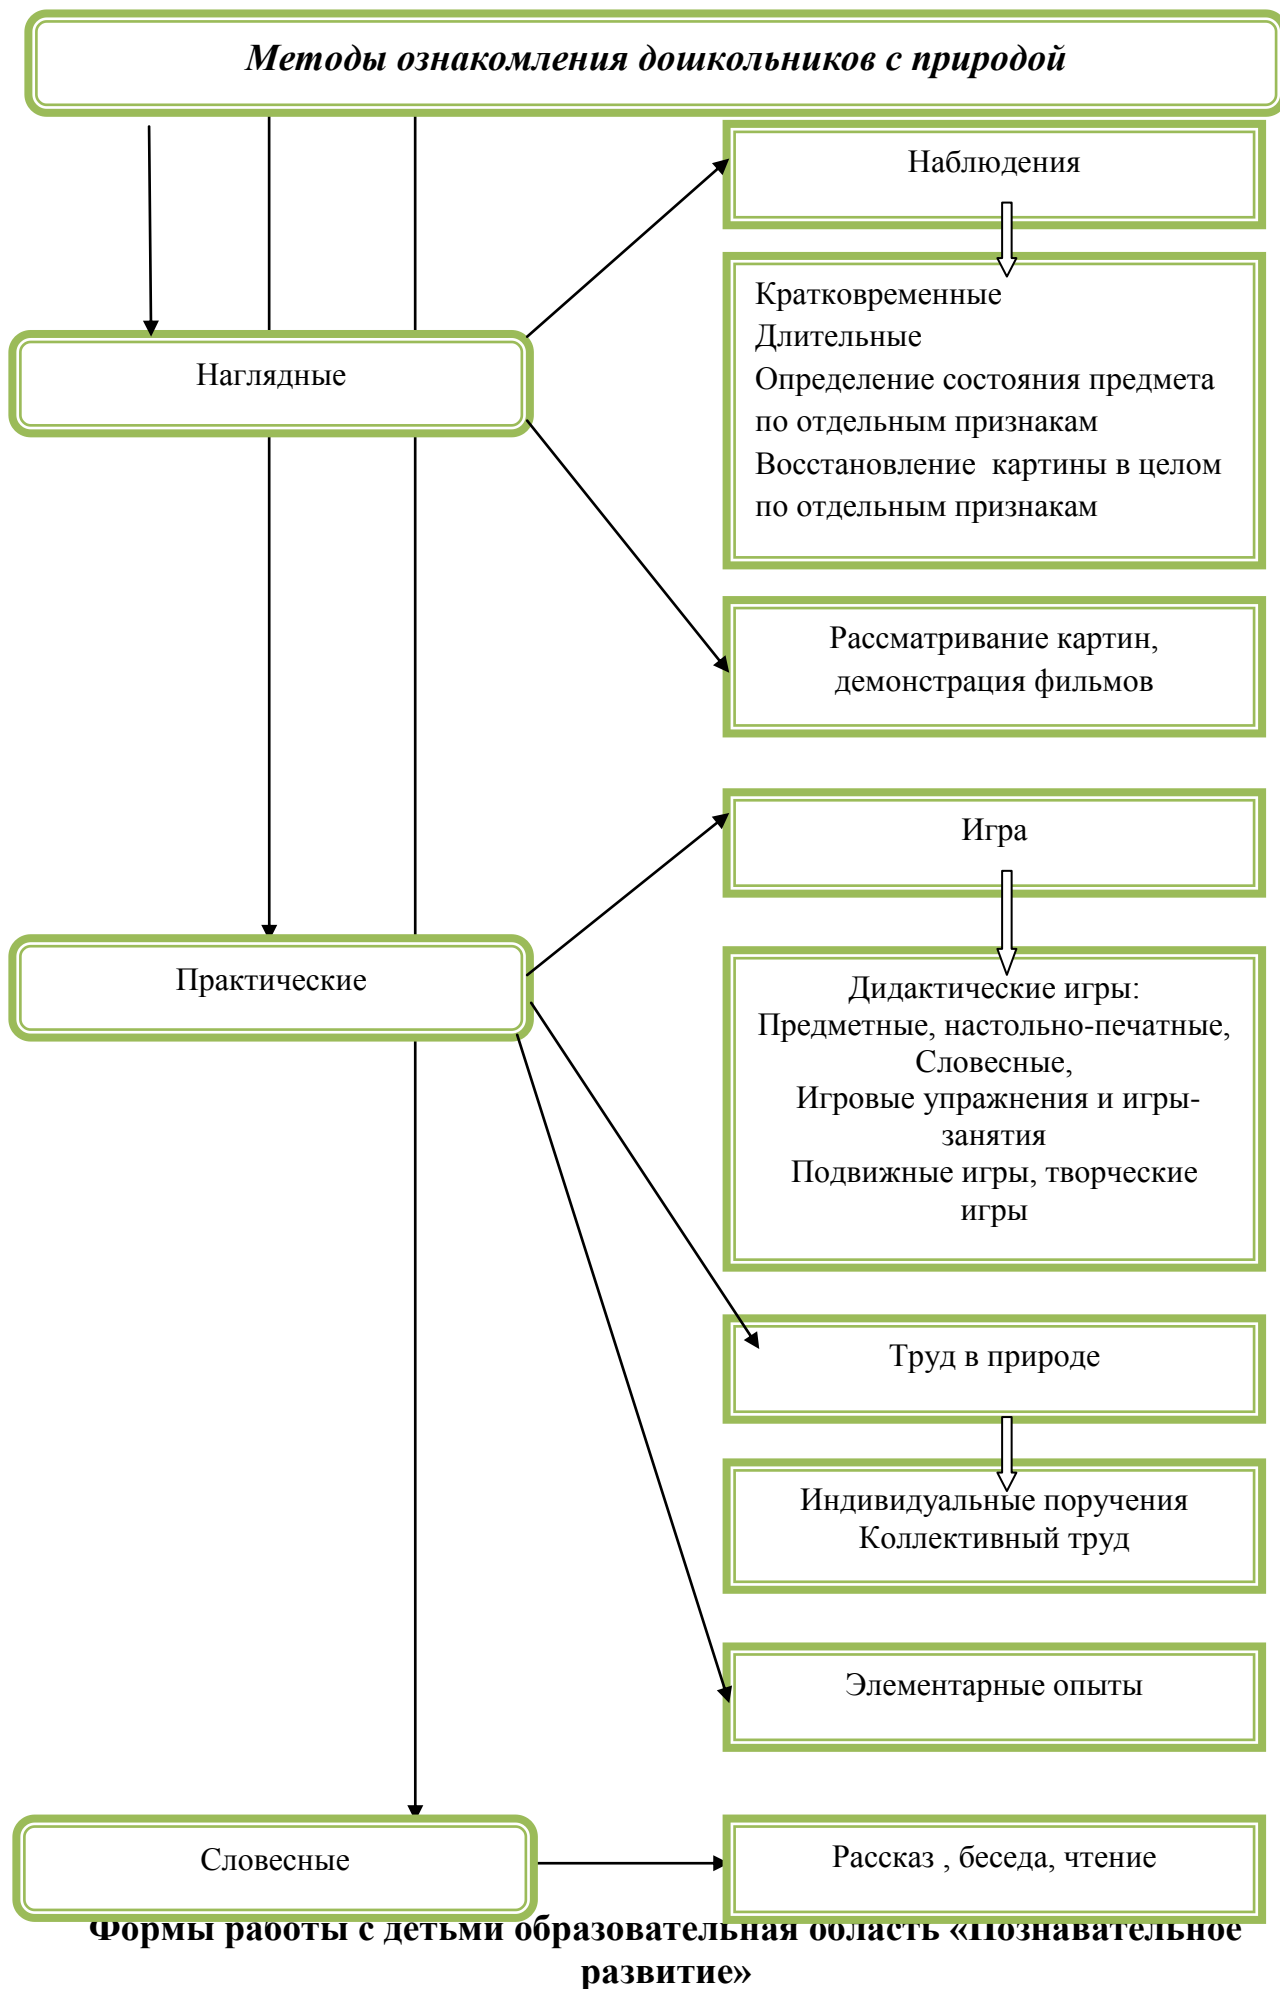 Методы ознакомления дошкольников с природой
Наблюдения
Кратковременные
Длительные
Определение состояния предмета
по отдельным признакам
Восстановление картины в целом
по отдельным признакам
Наглядные
Рассматривание картин,
демонстрация фильмов
Игра
Практические
Дидактические игры:
Предметные, настольно-печатные,
Словесные,
Игровые упражнения и игры-
занятия
Подвижные игры, творческие
игры
Труд в природе
Индивидуальные поручения
Коллективный труд
Элементарные опыты
Словесные
Рассказ , беседа, чтение
Формы работы с детьми образовательная область «Познавательное
развитие»